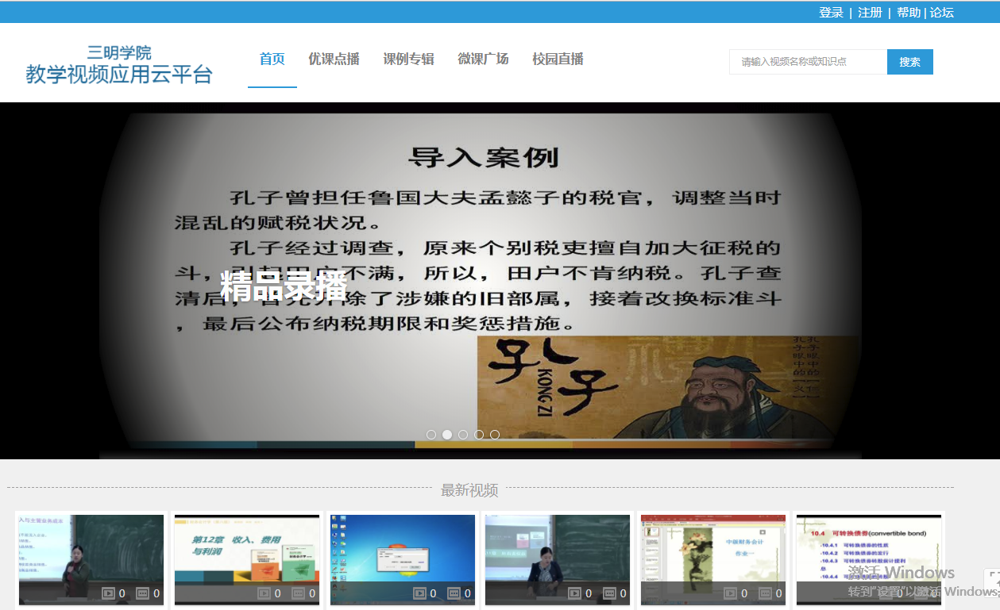 登录 | 注册 | 帮助 | 论坛
三明学院
教学视频应用云平台
首页 优课点播 课例专辑 微课广场 校园直播
请输入视频名称或知识点 搜索
导入案例
孔子曾担任鲁国大夫孟懿子的税官，调整当时
混乱的赋税状况。
孔子经过调查，原来个别税吏擅自加大征税的
斗，引起田户不满，所以，田户不肯纳税。孔子查
清后，首先开除了涉嫌的旧部属，接着改换标准斗
，最后公布纳税期限和奖惩措施。
精品录播
孔子
KONG ZI
最新视频
第12章 收入、费用
与利润
中级财务会计
作业一
10.4 可转换债券(convertible bond)
·10.4.1 可转换债券的性质
·10.4.2 可转换债券的发行
·10.4.3 可转换债券转股按计提利
息
·10.4.4
0 0
0 0
0 0
0 0
0 0
0 0
激活 Windows
转到"设置"以激活 Windows。